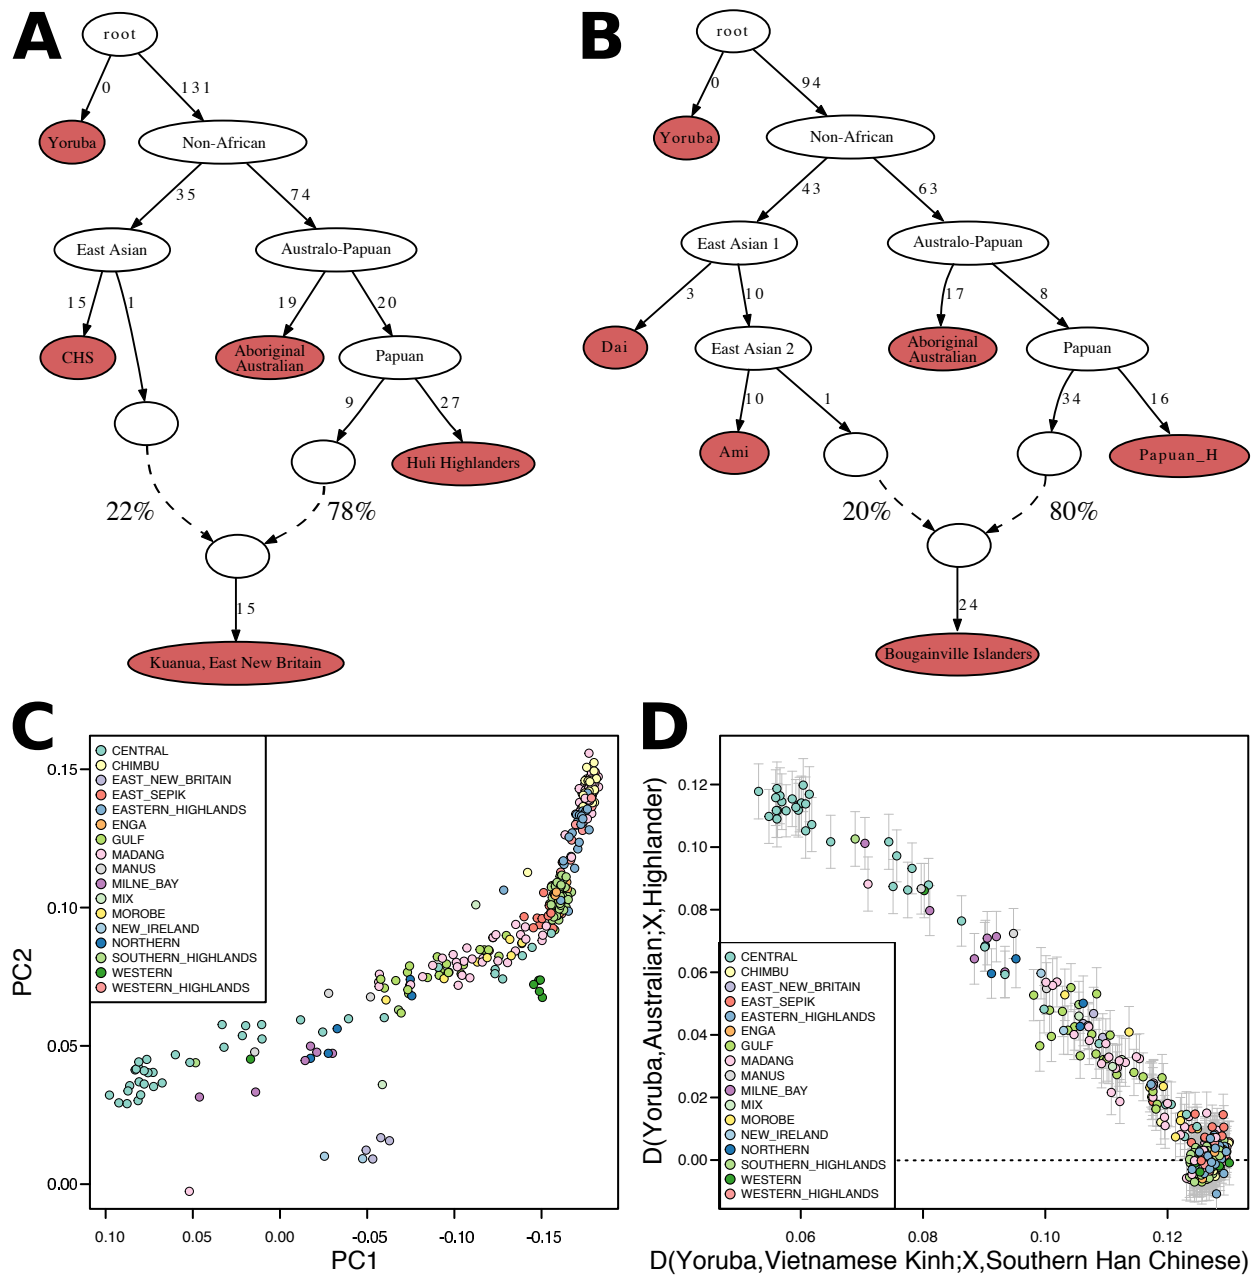 A
root
0
131
Yoruba
Non-African
35
74
East Asian
Australo-Papuan
15
1
19
20
CHS
Aboriginal
Australian
Papuan
9
27
Huli Highlanders
22%
78%
15
Kuanua, East New Britain
B
root
0
94
Yoruba
Non-African
43
63
East Asian 1
Australo-Papuan
3
10
17
8
Dai
East Asian 2
Aboriginal
Australian
Papuan
10
1
34
16
Ami
Papuan_H
20%
80%
24
Bougainville Islanders
C
CENTRAL
CHIMBU
EAST_NEW_BRITAIN
EAST_SEPIK
EASTERN_HIGHLANDS
ENGA
GULF
MADANG
MANUS
MILNE_BAY
MIX
MOROBE
NEW_IRELAND
NORTHERN
SOUTHERN_HIGHLANDS
WESTERN
WESTERN_HIGHLANDS
PC2
0.15
0.10
0.05
0.00
0.10
0.05
0.00
-0.05
-0.10
-0.15
PC1
D
D(Yoruba,Australian;X,Highlander)
0.12
0.10
0.08
0.06
0.04
0.02
0.00
CENTRAL
CHIMBU
EAST_NEW_BRITAIN
EAST_SEPIK
EASTERN_HIGHLANDS
ENGA
GULF
MADANG
MANUS
MILNE_BAY
MIX
MOROBE
NEW_IRELAND
NORTHERN
SOUTHERN_HIGHLANDS
WESTERN
WESTERN_HIGHLANDS
0.06
0.08
0.10
0.12
D(Yoruba,Vietnamese Kinh;X,Southern Han Chinese)